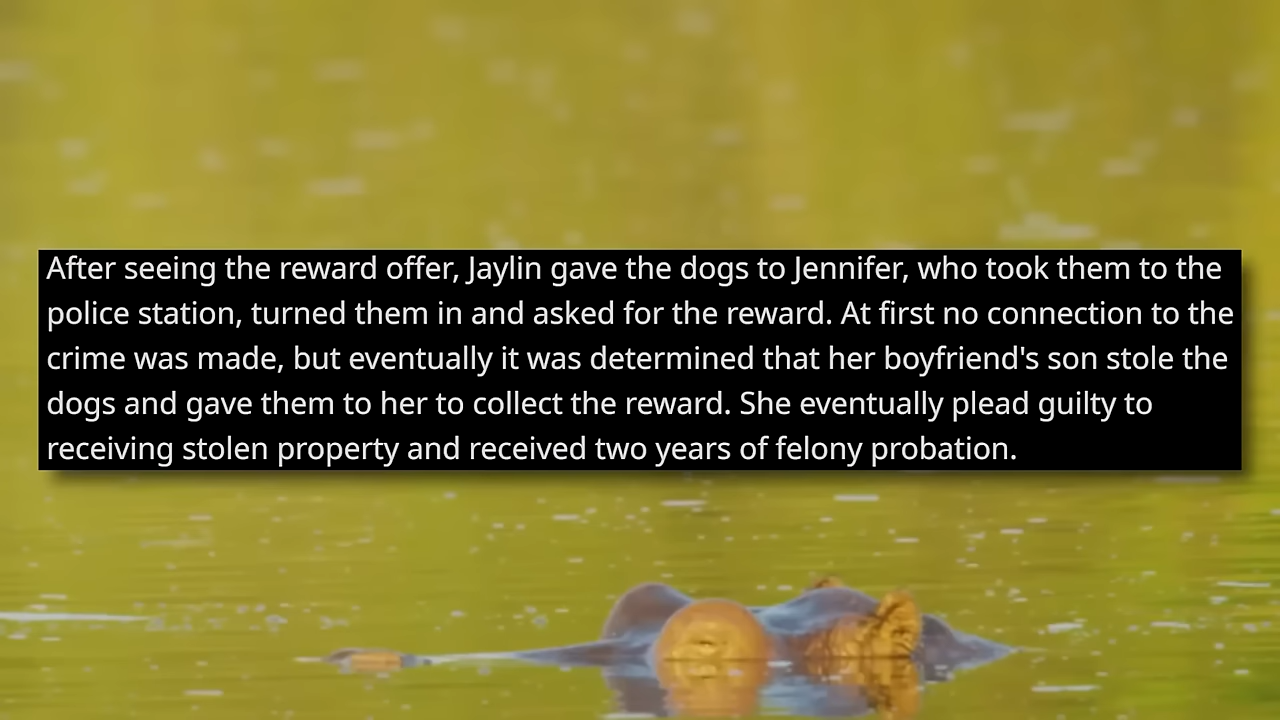 After seeing the reward offer, Jaylin gave the dogs to Jennifer, who took them to the
police station, turned them in and asked for the reward. At first no connection to the
crime was made, but eventually it was determined that her boyfriend's son stole the
dogs and gave them to her to collect the reward. She eventually plead guilty to
receiving stolen property and received two years of felony probation.